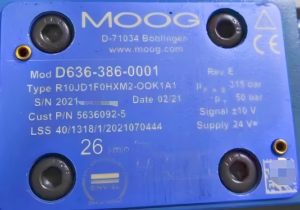 MOOG
D-71034 Böblingen
www.moog.com
Mod D636-386-0001 Rev E
Type R10JD1F0HXM2-OOK1A1
S/N 2021 Date 02/21
315 bar
50 bar
Cust P/N 5636092-5 Signal ±10 V
LSS 40/1318/1/2021070444 Supply 24 V
26